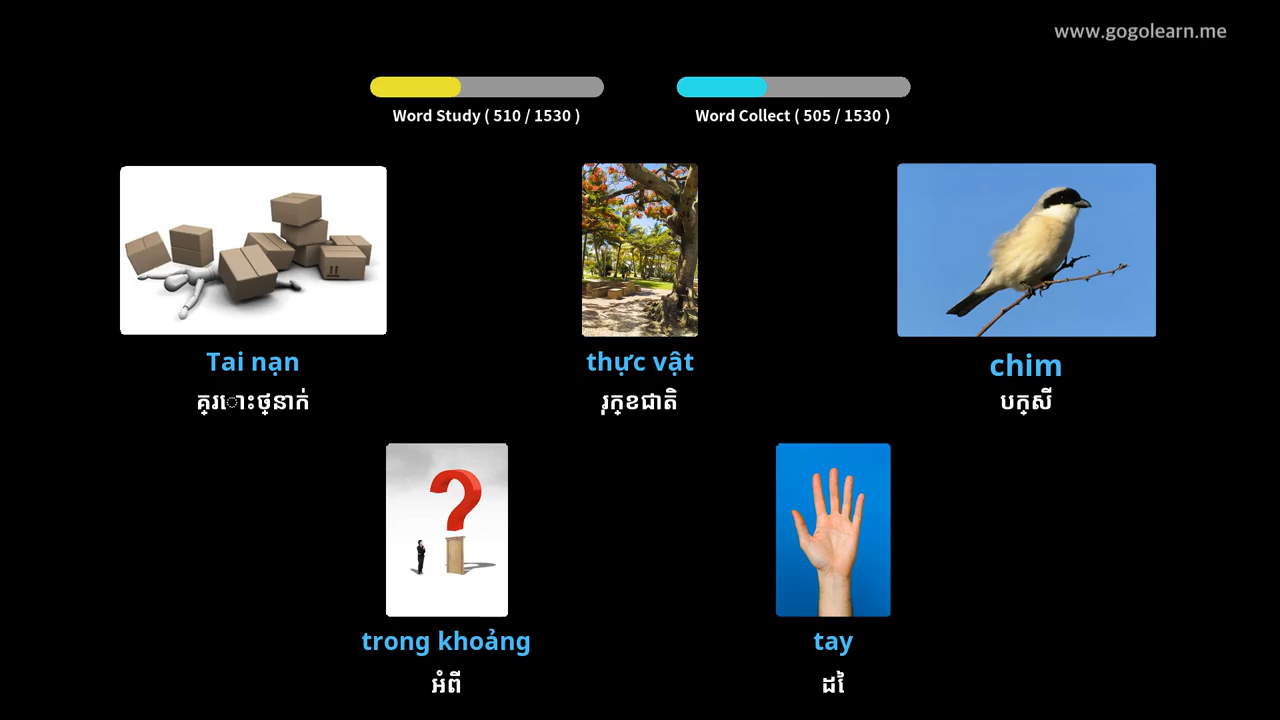 www.gogolearn.me
Word Study ( 510 / 1530 )
Word Collect ( 505 / 1530 )
Tai nạn
thực vật
chim
គ្រោះថ្នាក់
រុក្ខជាតិ
បក្សី
trong khoảng
tay
អំពី
ដៃ